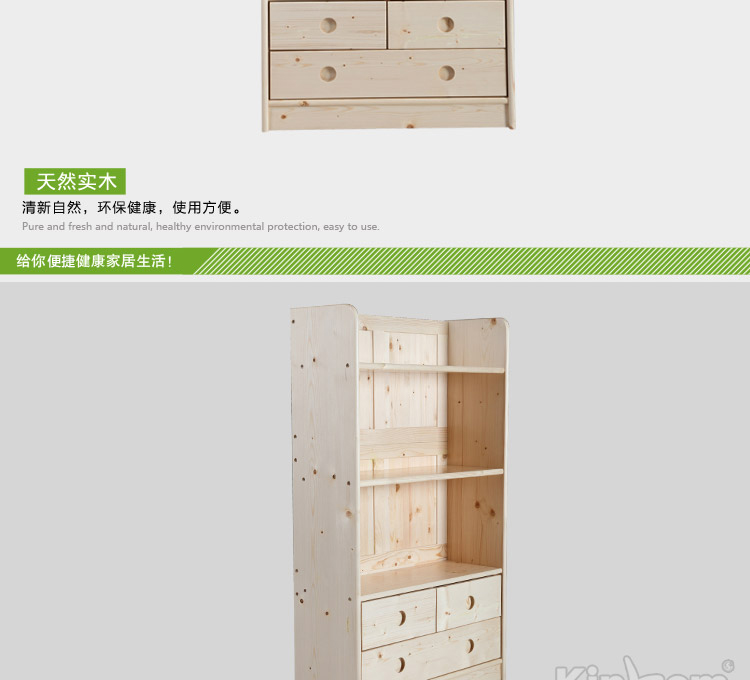 天然实木
清新自然，环保健康，使用方便。
Pure and fresh and natural, healthy environmental protection, easy to use.
给你便捷健康家居生活！